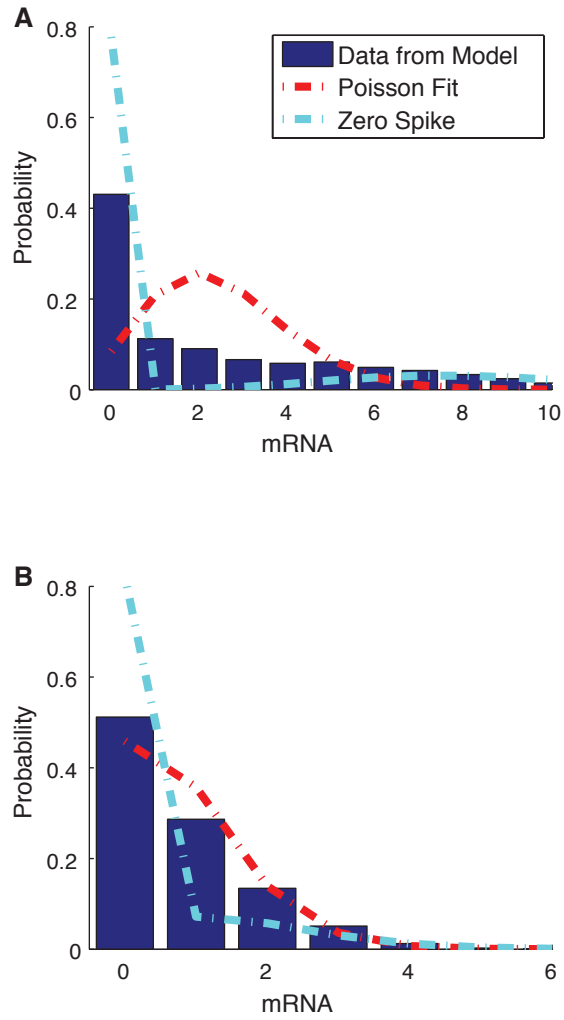 A
0.8
Data from Model
Poisson Fit
Zero Spike
0.6
0.4
0.2
0
Probability
0 2 4 6 8 10
mRNA
B
0.8
0.6
0.4
0.2
0
Probability
0 2 4 6
mRNA